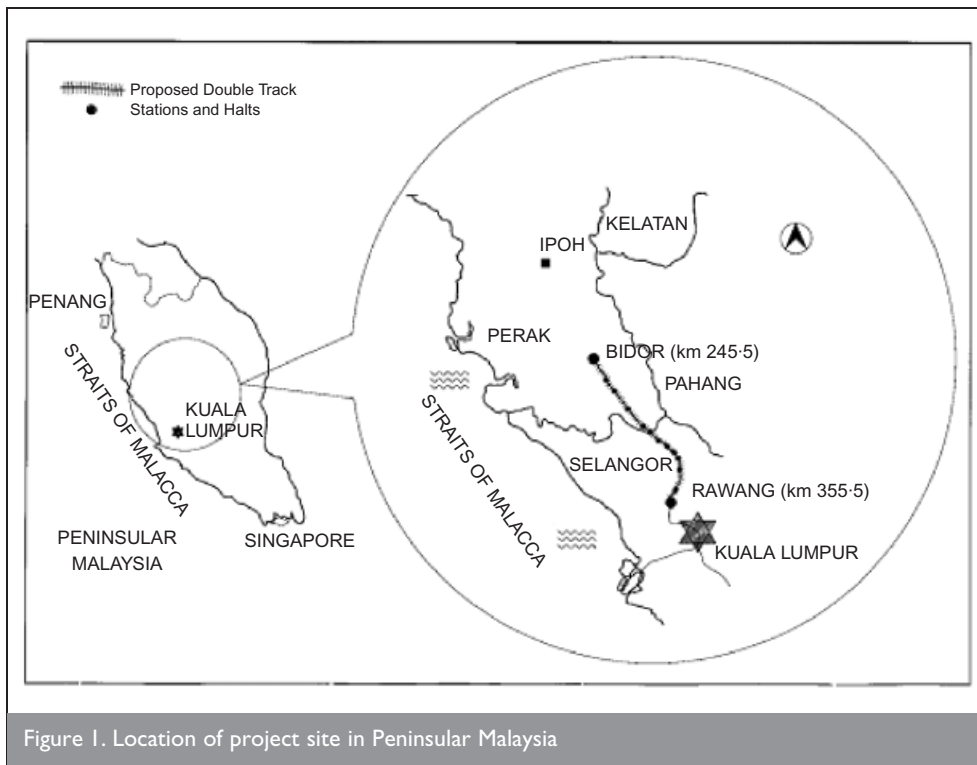 Proposed Double Track
Stations and Halts
PENANG
STRAITS OF MALACCA
KUALA
LUMPUR
PENINSULAR
MALAYSIA
SINGAPORE
KELATAN
IPOH
PERAK
BIDOR (km 245·5)
PAHANG
STRAITS OF MALACCA
SELANGOR
RAWANG (km 355·5)
KUALA LUMPUR
Figure 1. Location of project site in Peninsular Malaysia